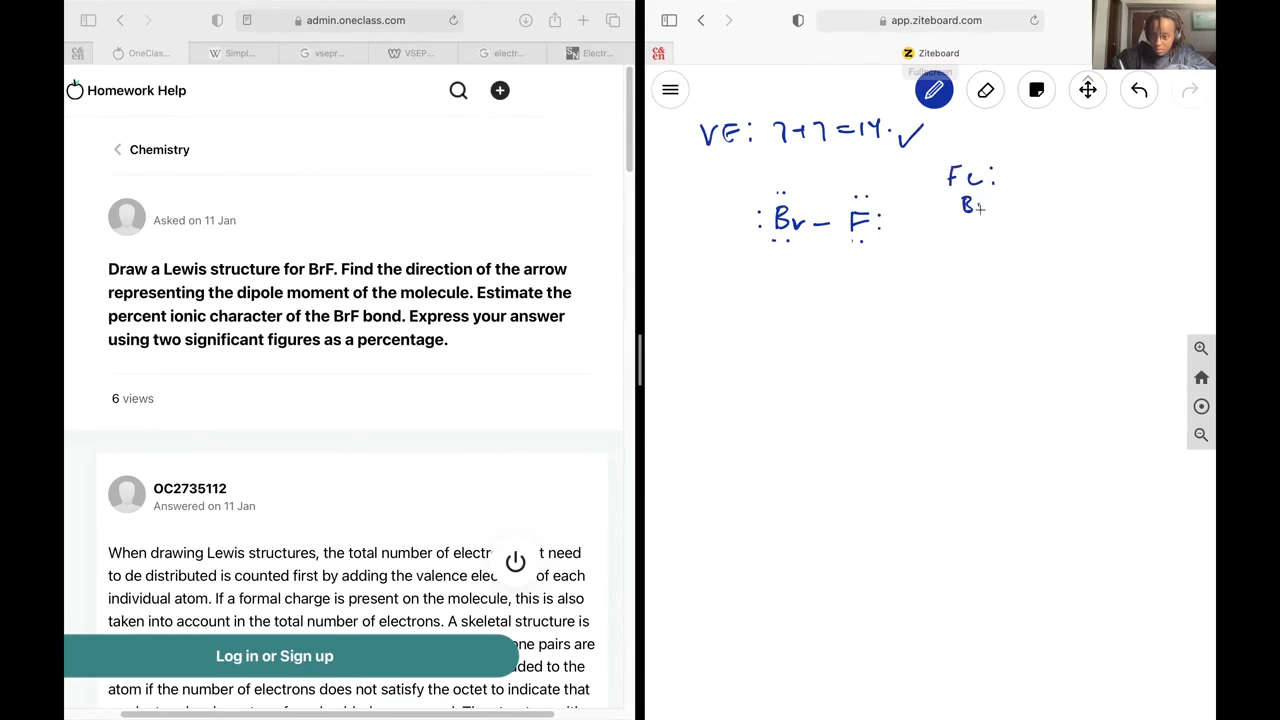 admin.oneclass.com
app.ziteboard.com
OneClas...
Simpl...
vsepr...
VSEP...
electr...
Electr...
Ziteboard
Fullscreen
Homework Help
Chemistry
Asked on 11 Jan
Draw a Lewis structure for BrF. Find the direction of the arrow
representing the dipole moment of the molecule. Estimate the
percent ionic character of the BrF bond. Express your answer
using two significant figures as a percentage.
6 views
OC2735112
Answered on 11 Jan
When drawing Lewis structures, the total number of electr t need
to de distributed is counted first by adding the valence elec of each
individual atom. If a formal charge is present on the molecule, this is also
taken into account in the total number of electrons. A skeletal structure is
one pairs are
Log in or Sign up
ded to the
atom if the number of electrons does not satisfy the octet to indicate that
VE: 7+7=14. ✓
Fc:
Br
:Br - F: